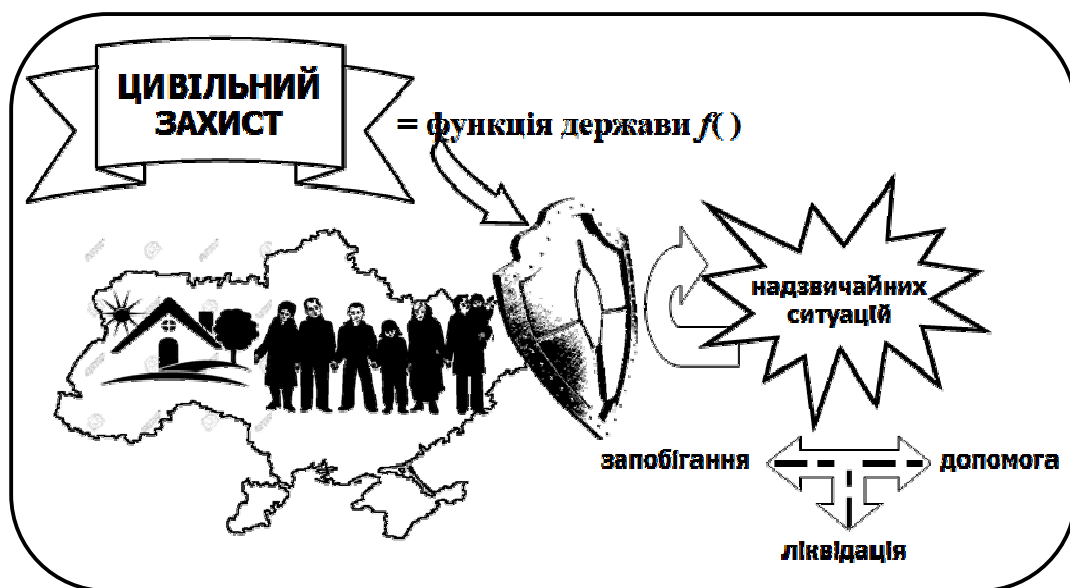 ЦИВІЛЬНИЙ
ЗАХИСТ
= функція держави f( )
надзвичайних
ситуацій
запобігання
допомога
ліквідація